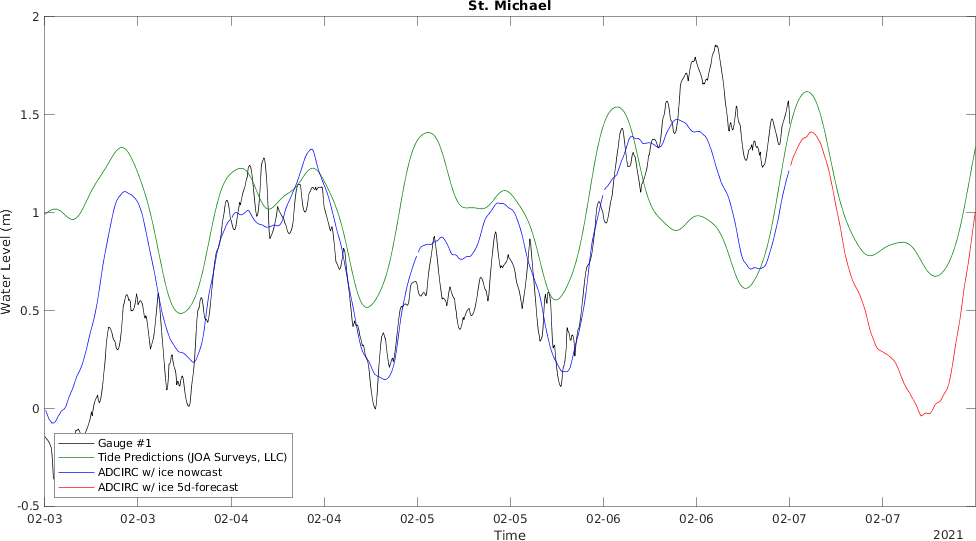 St. Michael
2
1.5
1
0.5
0
-0.5
Water Level (m)
Gauge #1
Tide Predictions (JOA Surveys, LLC)
ADCIRC w/ ice nowcast
ADCIRC w/ ice 5d-forecast
02-03 02-03 02-04 02-04 02-05 02-05 02-06 02-06 02-07 02-07
Time
2021